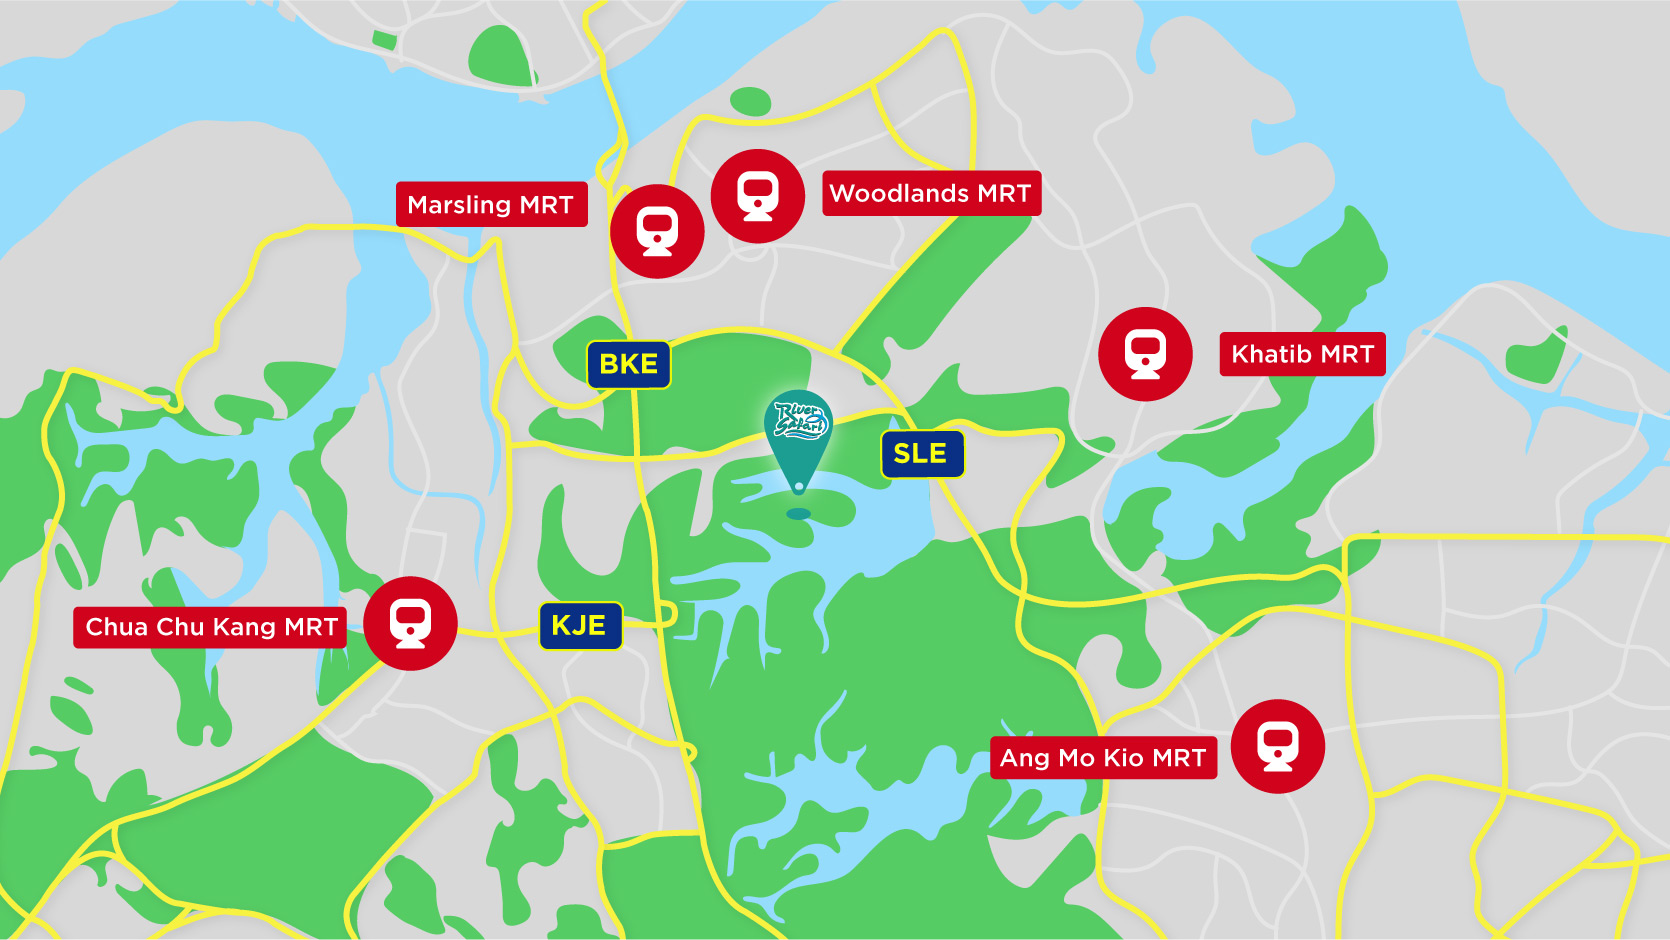 Marsling MRT
Woodlands MRT
Khatib MRT
BKE
River
Safari
SLE
Chua Chu Kang MRT
KJE
Ang Mo Kio MRT